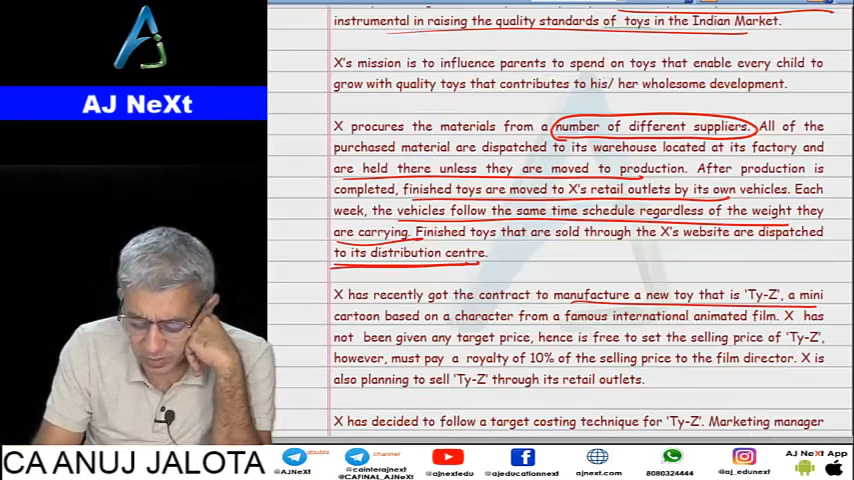 instrumental in raising the quality standards of toys in the Indian Market.
X's mission is to influence parents to spend on toys that enable every child to
grow with quality toys that contributes to his/ her wholesome development.
X procures the materials from a number of different suppliers. All of the
purchased material are dispatched to its warehouse located at its factory and
are held there unless they are moved to production. After production is
completed, finished toys are moved to X's retail outlets by its own vehicles. Each
week, the vehicles follow the same time schedule regardless of the weight they
are carrying. Finished toys that are sold through the X's website are dispatched
to its distribution centre.
X has recently got the contract to manufacture a new toy that is 'Ty-Z', a mini
cartoon based on a character from a famous international animated film. X has
not been given any target price, hence is free to set the selling price of 'Ty-Z',
however, must pay a royalty of 10% of the selling price to the film director. X is
also planning to sell 'Ty-Z' through its retail outlets.
X has decided to follow a target costing technique for 'Ty-Z'. Marketing manager
AJ NeXt
CA ANUJ JALOTA
doubts
@AJNeXt
channel
@cainterajnext
@CAFINAL_AJNeXt
@ajnextedu
@ajeducationnext
ajnext.com
8080324444
@aj_edunext
AJ NeXt App